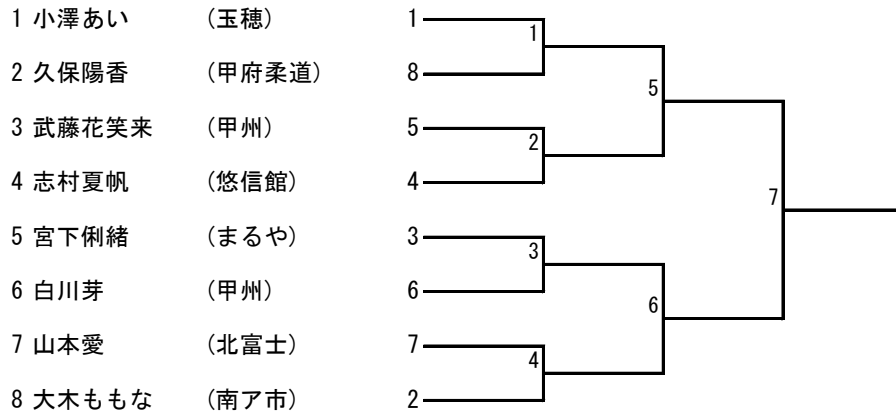 1 小澤あい (玉穂) 1
1
2 久保陽香 (甲府柔道) 8
5
3 武藤花笑来 (甲州) 5
2
4 志村夏帆 (悠信館) 4
7
5 宮下俐緒 (まるや) 3
3
6 白川芽 (甲州) 6
6
7 山本愛 (北富士) 7
4
8 大木ももな (南ア市) 2